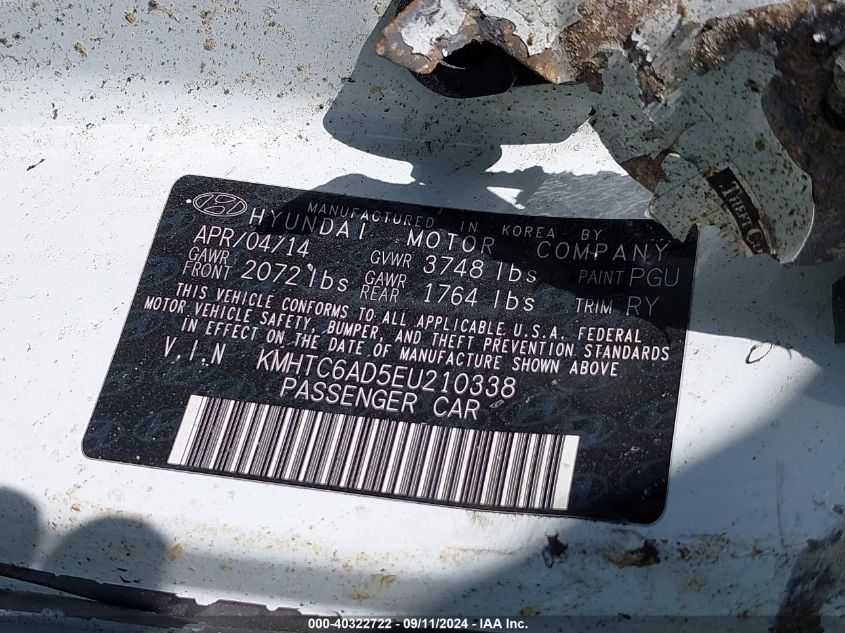 MANUFACTURED IN KOREA BY
HYUNDAI MOTOR COMPANY
APR/04/14 GVWR 3748 lbs PAINT PGU
GAWR FRONT 2072 lbs GAWR REAR 1764 lbs TRIM RY
THIS VEHICLE CONFORMS TO ALL APPLICABLE U.S.A. FEDERAL
MOTOR VEHICLE SAFETY, BUMPER, AND THEFT PREVENTION STANDARDS
IN EFFECT ON THE DATE OF MANUFACTURE SHOWN ABOVE
V.I.N KMHTC6AD5EU210338
PASSENGER CAR
000-40322722 - 09/11/2024 - IAA Inc.